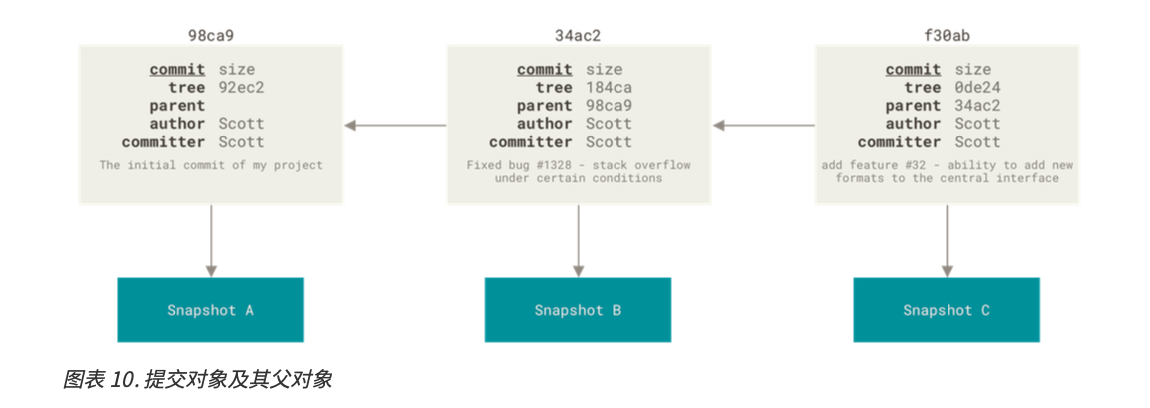 98ca9
commit size
tree 92ec2
parent
author Scott
committer Scott
The initial commit of my project
Snapshot A
34ac2
commit size
tree 184ca
parent 98ca9
author Scott
committer Scott
Fixed bug #1328 - stack overflow
under certain conditions
Snapshot B
f30ab
commit size
tree 0de24
parent 34ac2
author Scott
committer Scott
add feature #32 - ability to add new
formats to the central interface
Snapshot C
图表 10. 提交对象及其父对象